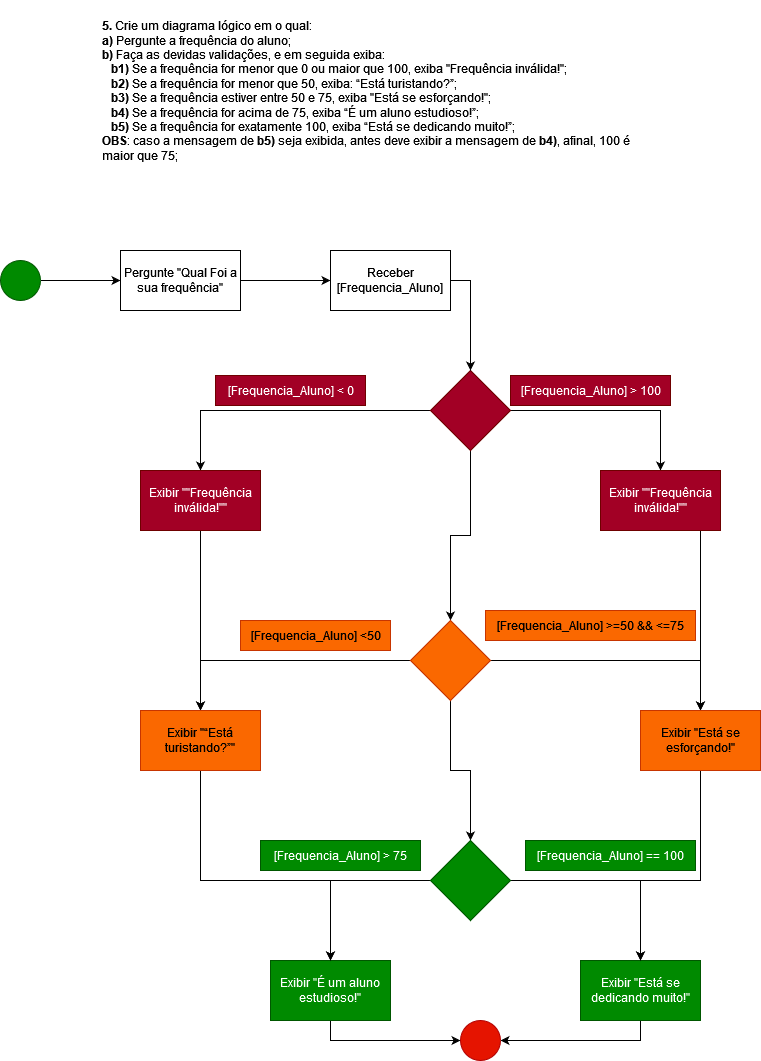 5. Crie um diagrama lógico em o qual:
a) Pergunte a frequência do aluno;
b) Faça as devidas validações, e em seguida exiba:
b1) Se a frequência for menor que 0 ou maior que 100, exiba "Frequência inválida!";
b2) Se a frequência for menor que 50, exiba: “Está turistando?”;
b3) Se a frequência estiver entre 50 e 75, exiba "Está se esforçando!";
b4) Se a frequência for acima de 75, exiba “É um aluno estudioso!”;
b5) Se a frequência for exatamente 100, exiba “Está se dedicando muito!”;
OBS: caso a mensagem de b5) seja exibida, antes deve exibir a mensagem de b4), afinal, 100 é
maior que 75;
Pergunte "Qual Foi a
sua frequência"
Receber
[Frequencia_Aluno]
[Frequencia_Aluno] < 0
[Frequencia_Aluno] > 100
Exibir ""Frequência
inválida!""
Exibir ""Frequência
inválida!""
[Frequencia_Aluno] <50
[Frequencia_Aluno] >=50 && <=75
Exibir "“Está
turistando?”"
Exibir "Está se
esforçando!"
[Frequencia_Aluno] > 75
[Frequencia_Aluno] == 100
Exibir "É um aluno
estudioso!"
Exibir "Está se
dedicando muito!"